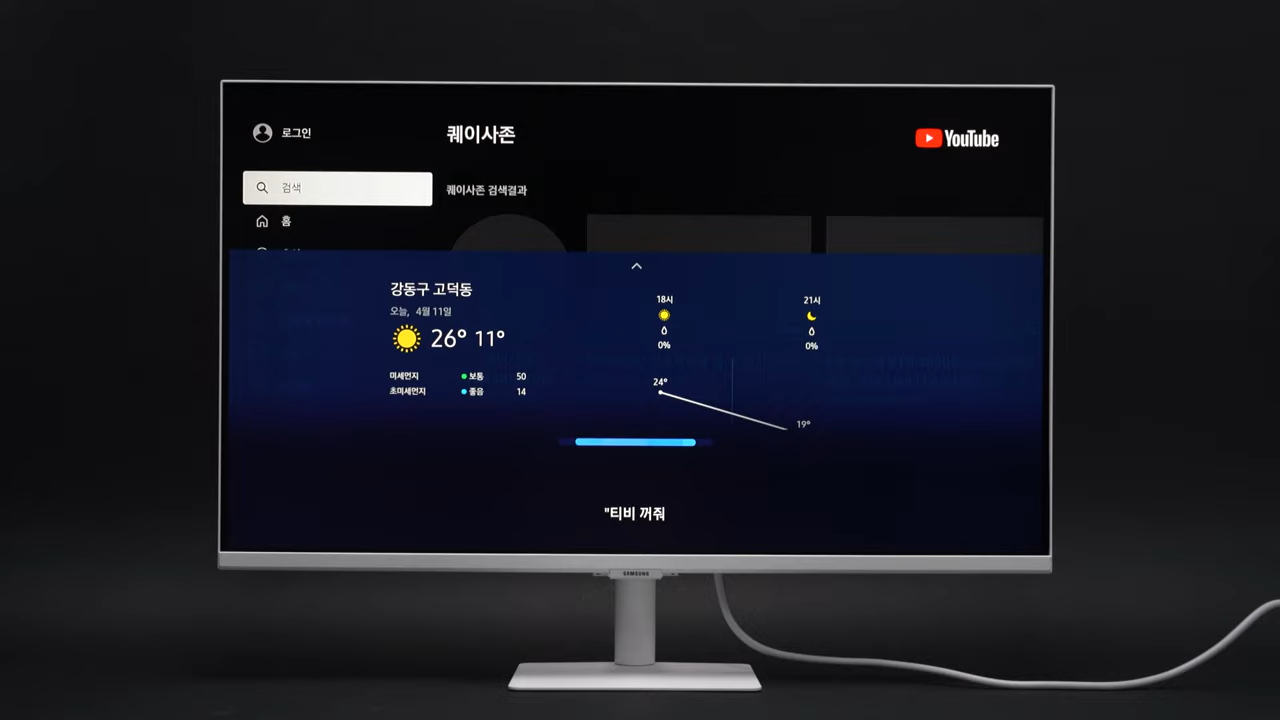 로그인
퀘이사존
YouTube
검색
퀘이사존 검색결과
홈
강동구 고덕동
오늘, 4월 11일
26° 11°
미세먼지 보통 50
초미세먼지 좋음 14
18시
0%
21시
0%
24°
19°
"티비 꺼줘
SAMSUNG